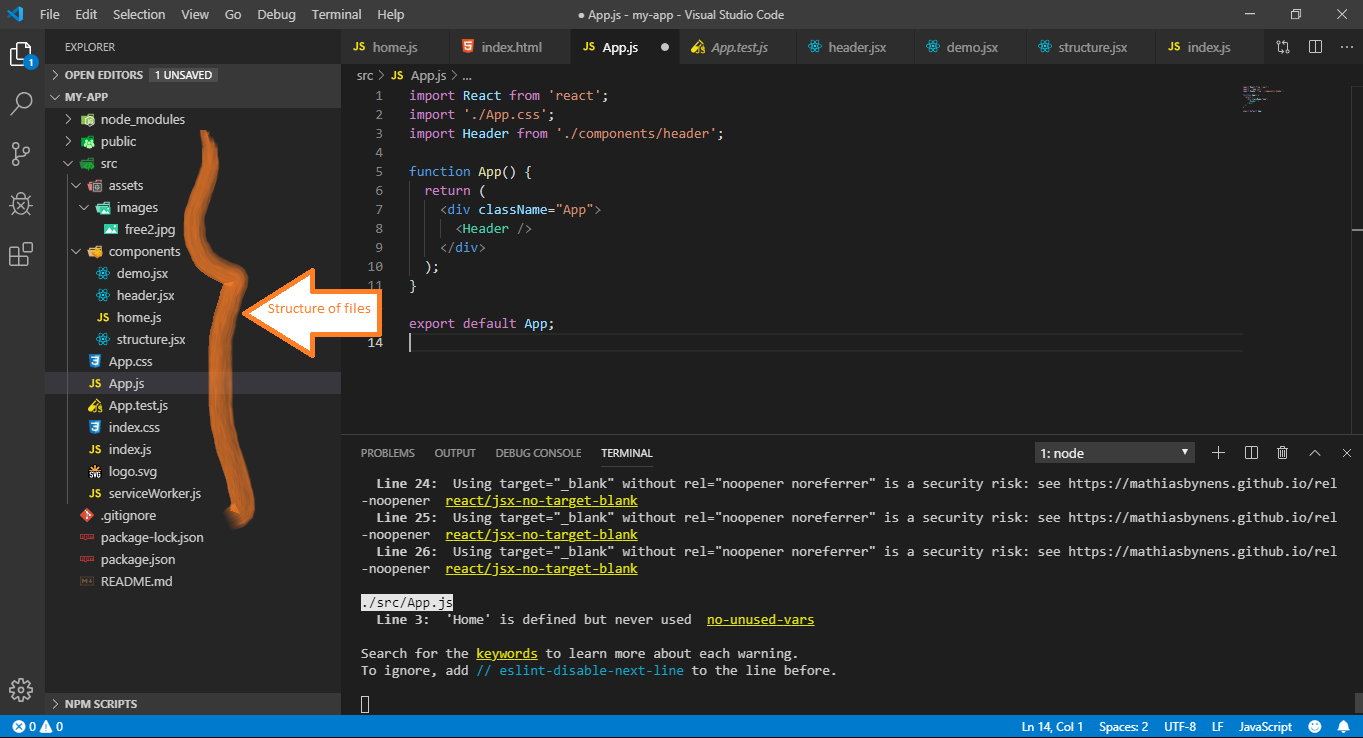 File Edit Selection View Go Debug Terminal Help
● App.js - my-app - Visual Studio Code
EXPLORER
1
OPEN EDITORS 1 UNSAVED
MY-APP
node_modules
public
src
assets
images
free2.jpg
components
demo.jsx
header.jsx
JS home.js
structure.jsx
App.css
JS App.js
App.test.js
index.css
JS index.js
SVG logo.svg
JS serviceWorker.js
.gitignore
package-lock.json
package.json
README.md
NPM SCRIPTS
Structure of files
JS home.js index.html JS App.js ● App.test.js header.jsx demo.jsx structure.jsx JS index.js
src > JS App.js > ...
1 import React from 'react';
2 import './App.css';
3 import Header from './components/header';
4
5 function App() {
6 return (
7 <div className="App">
8 <Header />
9 </div>
10 );
11 }
export default App;
14
PROBLEMS OUTPUT DEBUG CONSOLE TERMINAL
1: node
Line 24: Using target="_blank" without rel="noopener noreferrer" is a security risk: see https://mathiasbynens.github.io/rel
-noopener react/jsx-no-target-blank
Line 25: Using target="_blank" without rel="noopener noreferrer" is a security risk: see https://mathiasbynens.github.io/rel
-noopener react/jsx-no-target-blank
Line 26: Using target="_blank" without rel="noopener noreferrer" is a security risk: see https://mathiasbynens.github.io/rel
-noopener react/jsx-no-target-blank
./src/App.js
Line 3: 'Home' is defined but never used no-unused-vars
Search for the keywords to learn more about each warning.
To ignore, add // eslint-disable-next-line to the line before.
0 0
Ln 14, Col 1 Spaces: 2 UTF-8 LF JavaScript